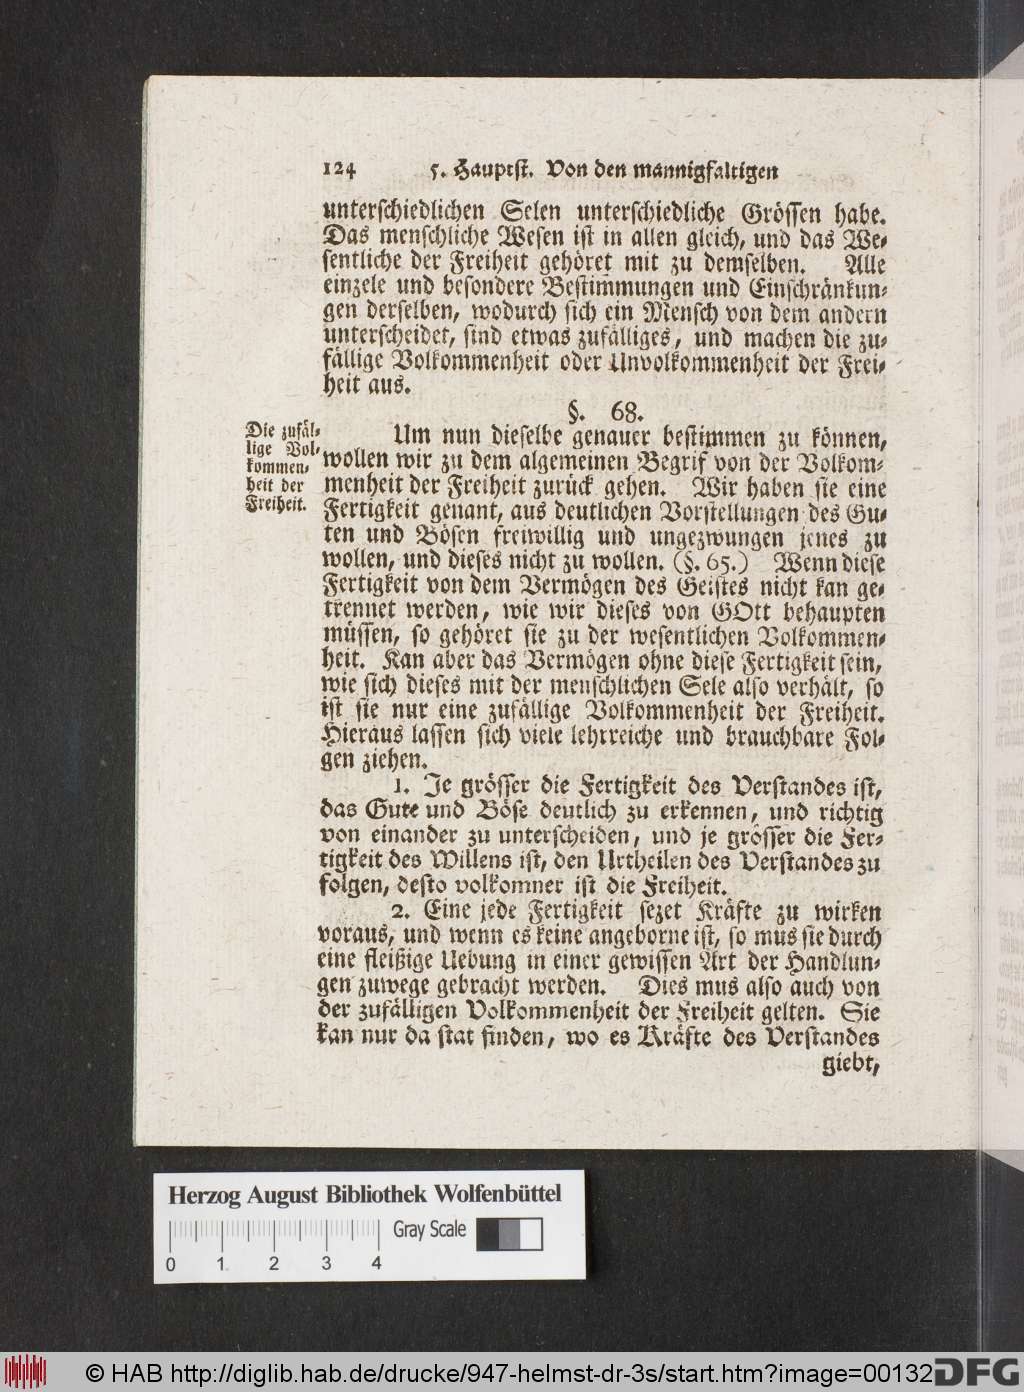 124 5. Hauptst. Von den mannigfaltigen
unterschiedlichen Selen unterschiedliche Grössen habe.
Das menschliche Wesen ist in allen gleich, und das We-
sentliche der Freiheit gehöret mit zu demselben. Alle
einzele und besondere Bestimmungen und Einschränkun-
gen derselben, wodurch sich ein Mensch von dem andern
unterscheidet, sind etwas zufälliges, und machen die zu-
fällige Volkommenheit oder Unvolkommenheit der Frei-
heit aus.
§. 68.
Die zufäl-
lige Vol-
kommen-
heit der
Freiheit.
Um nun dieselbe genauer bestimmen zu können,
wollen wir zu dem algemeinen Begrif von der Volkom-
menheit der Freiheit zurück gehen. Wir haben sie eine
Fertigkeit genant, aus deutlichen Vorstellungen des Gu-
ten und Bösen freiwillig und ungezwungen jenes zu
wollen, und dieses nicht zu wollen. (§. 65.) Wenn diese
Fertigkeit von dem Vermögen des Geistes nicht kan ge-
trennet werden, wie wir dieses von GOtt behaupten
müssen, so gehöret sie zu der wesentlichen Volkommen-
heit. Kan aber das Vermögen ohne diese Fertigkeit sein,
wie sich dieses mit der menschlichen Sele also verhält, so
ist sie nur eine zufällige Volkommenheit der Freiheit.
Hieraus lassen sich viele lehrreiche und brauchbare Fol-
gen ziehen.
1. Je grösser die Fertigkeit des Verstandes ist,
das Gute und Böse deutlich zu erkennen, und richtig
von einander zu unterscheiden, und je grösser die Fer-
tigkeit des Willens ist, den Urtheilen des Verstandes zu
folgen, desto volkomner ist die Freiheit.
2. Eine jede Fertigkeit sezet Kräfte zu wirken
voraus, und wenn es keine angeborne ist, so mus sie durch
eine fleißige Uebung in einer gewissen Art der Handlun-
gen zuwege gebracht werden. Dies mus also auch von
der zufälligen Volkommenheit der Freiheit gelten. Sie
kan nur da stat finden, wo es Kräfte des Verstandes
giebt,
Herzog August Bibliothek Wolfenbüttel
Gray Scale
0 1 2 3 4
© HAB http://diglib.hab.de/drucke/947-helmst-dr-3s/start.htm?image=00132
DFG